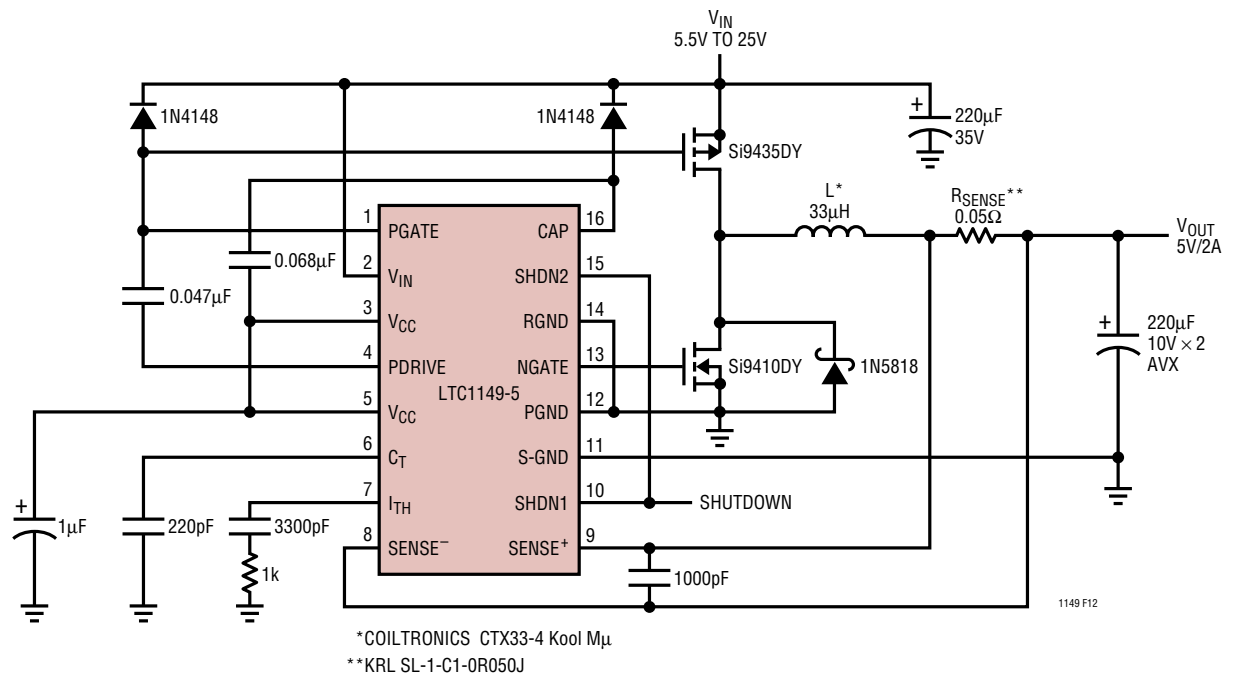 V_IN
5.5V TO 25V
1N4148
1N4148
+
220µF
35V
Si9435DY
L*
33µH
R_SENSE**
0.05Ω
V_OUT
5V/2A
1
PGATE
CAP
16
0.068µF
2
V_IN
SHDN2
15
0.047µF
3
V_CC
RGND
14
+
220µF
10V × 2
AVX
4
PDRIVE
NGATE
13
Si9410DY
1N5818
LTC1149-5
5
V_CC
PGND
12
6
C_T
S-GND
11
7
I_TH
SHDN1
10
SHUTDOWN
+
1µF
220pF
3300pF
8
SENSE⁻
SENSE⁺
9
1k
1000pF
1149 F12
*COILTRONICS CTX33-4 Kool Mµ
**KRL SL-1-C1-0R050J